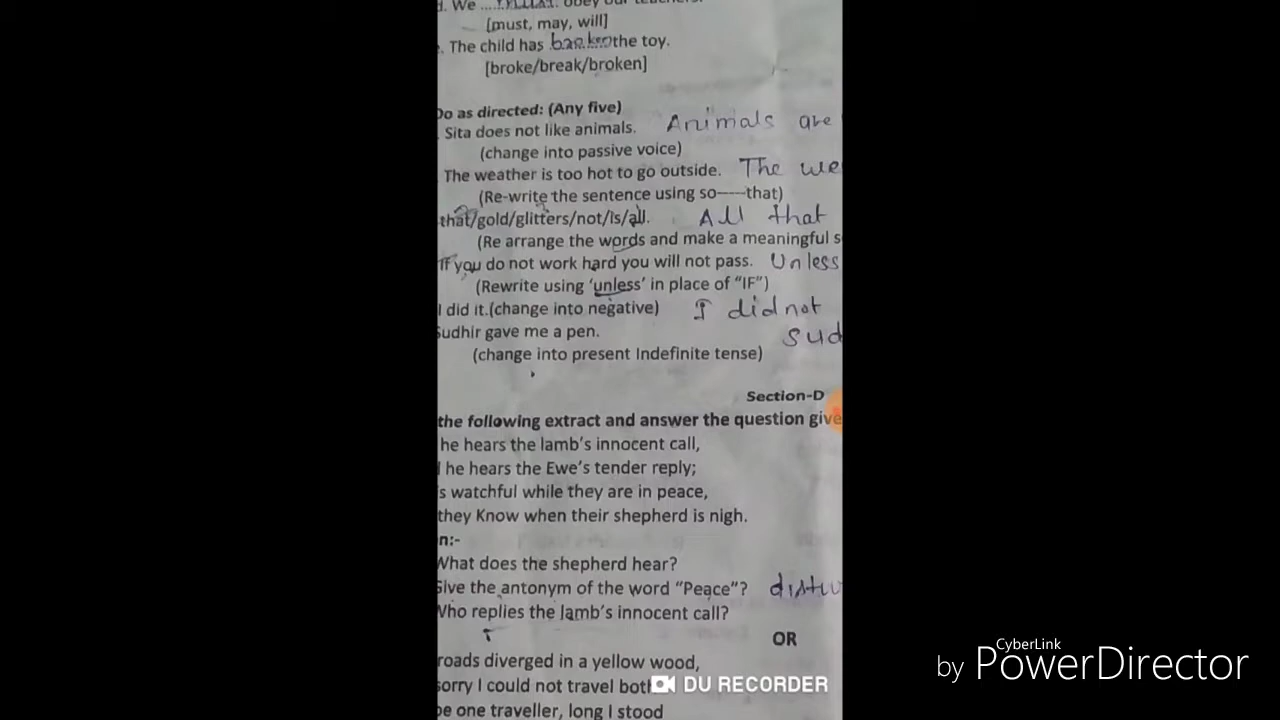 d. We ....must. obey our teachers.
[must, may, will]
. The child has broken the toy.
[broke/break/broken]
Do as directed: (Any five)
. Sita does not like animals. Animals are
(change into passive voice)
The weather is too hot to go outside. The we
(Re-write the sentence using so----that)
that/gold/glitters/not/is/all. All that
(Re arrange the words and make a meaningful s
If you do not work hard you will not pass. Unless
(Rewrite using 'unless' in place of "IF")
I did it.(change into negative) I did not
Sudhir gave me a pen. Sud
(change into present Indefinite tense)
Section-D
the following extract and answer the question give
he hears the lamb's innocent call,
he hears the Ewe's tender reply;
s watchful while they are in peace,
they Know when their shepherd is nigh.
n:-
What does the shepherd hear?
Give the antonym of the word "Peace"? distu
Who replies the lamb's innocent call?
OR
roads diverged in a yellow wood,
sorry I could not travel bot
DU RECORDER
be one traveller, long I stood
CyberLink
by PowerDirector